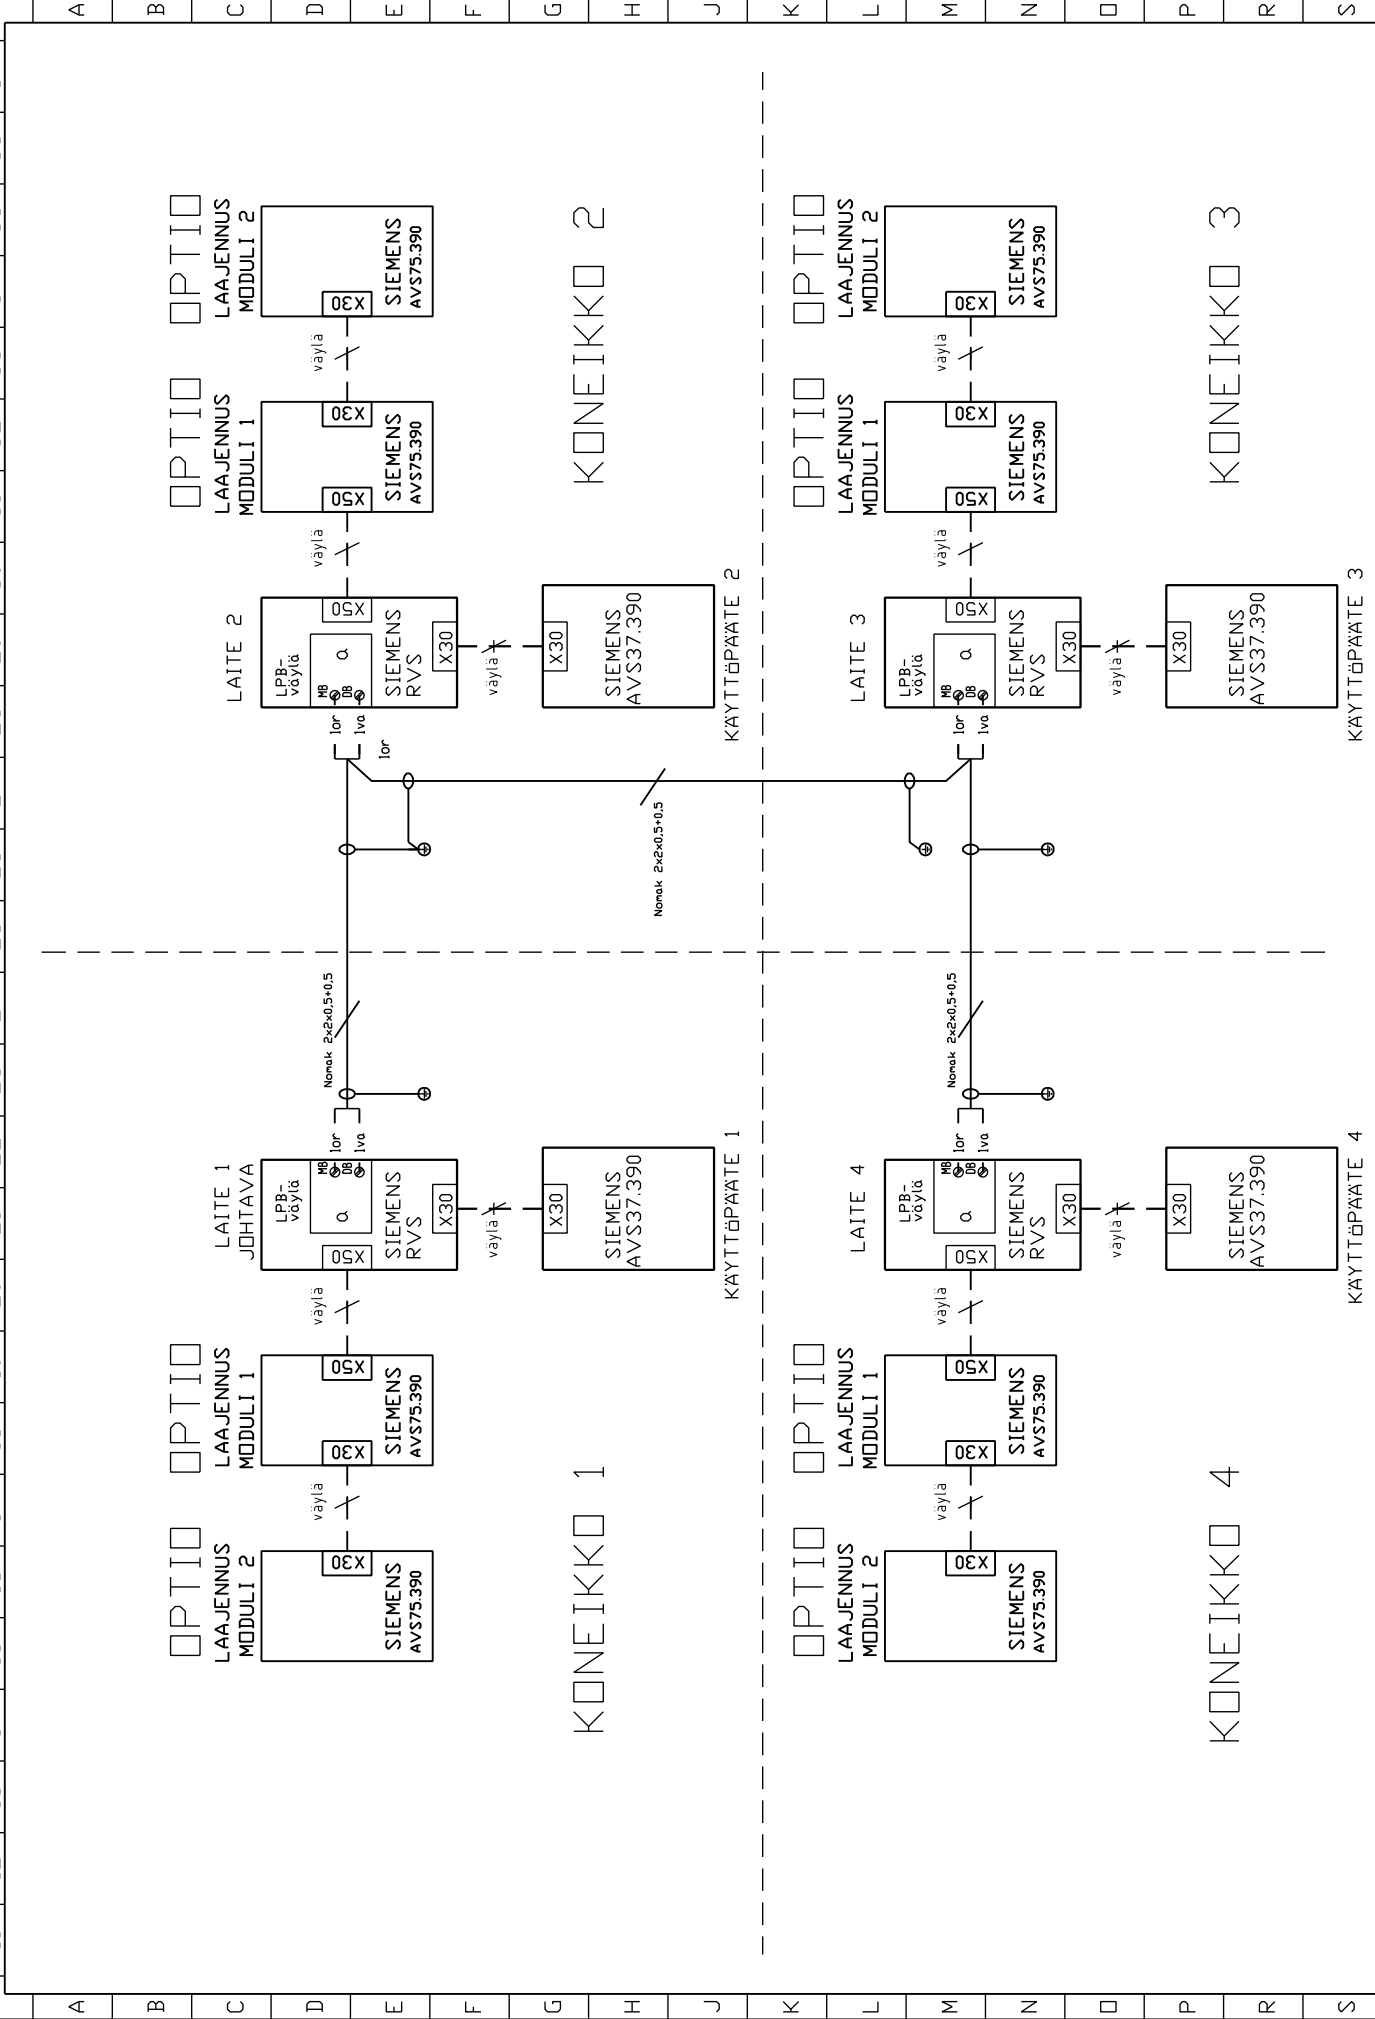 A
B
C
D
E
F
G
H
J
K
L
M
N
O
P
R
S
OPTIO
LAAJENNUS
MODULI 2
X30
SIEMENS
AVS75.390
väylä
OPTIO
LAAJENNUS
MODULI 1
X30
X50
SIEMENS
AVS75.390
väylä
LAITE 1
JOHTAVA
LPB-
väylä
X50
a
MB
DB
SIEMENS
RVS
X30
1or
1va
väylä
X30
SIEMENS
AVS37.390
KÄYTTÖPÄÄTE 1
KONEIKKO 1
Nomak 2x2x0,5+0,5
LAITE 2
1or
1va
1or
LPB-
väylä
MB
DB
a
X50
SIEMENS
RVS
X30
väylä
X30
SIEMENS
AVS37.390
KÄYTTÖPÄÄTE 2
väylä
OPTIO
LAAJENNUS
MODULI 1
X50
X30
SIEMENS
AVS75.390
väylä
OPTIO
LAAJENNUS
MODULI 2
X30
SIEMENS
AVS75.390
KONEIKKO 2
Nomak 2x2x0,5+0,5
OPTIO
LAAJENNUS
MODULI 2
X30
SIEMENS
AVS75.390
väylä
OPTIO
LAAJENNUS
MODULI 1
X30
X50
SIEMENS
AVS75.390
väylä
LAITE 4
LPB-
väylä
X50
a
MB
DB
SIEMENS
RVS
X30
1or
1va
väylä
X30
SIEMENS
AVS37.390
KÄYTTÖPÄÄTE 4
KONEIKKO 4
Nomak 2x2x0,5+0,5
LAITE 3
1or
1va
LPB-
väylä
MB
DB
a
X50
SIEMENS
RVS
X30
väylä
X30
SIEMENS
AVS37.390
KÄYTTÖPÄÄTE 3
väylä
OPTIO
LAAJENNUS
MODULI 1
X50
X30
SIEMENS
AVS75.390
väylä
OPTIO
LAAJENNUS
MODULI 2
X30
SIEMENS
AVS75.390
KONEIKKO 3
A
B
C
D
E
F
G
H
J
K
L
M
N
O
P
R
S